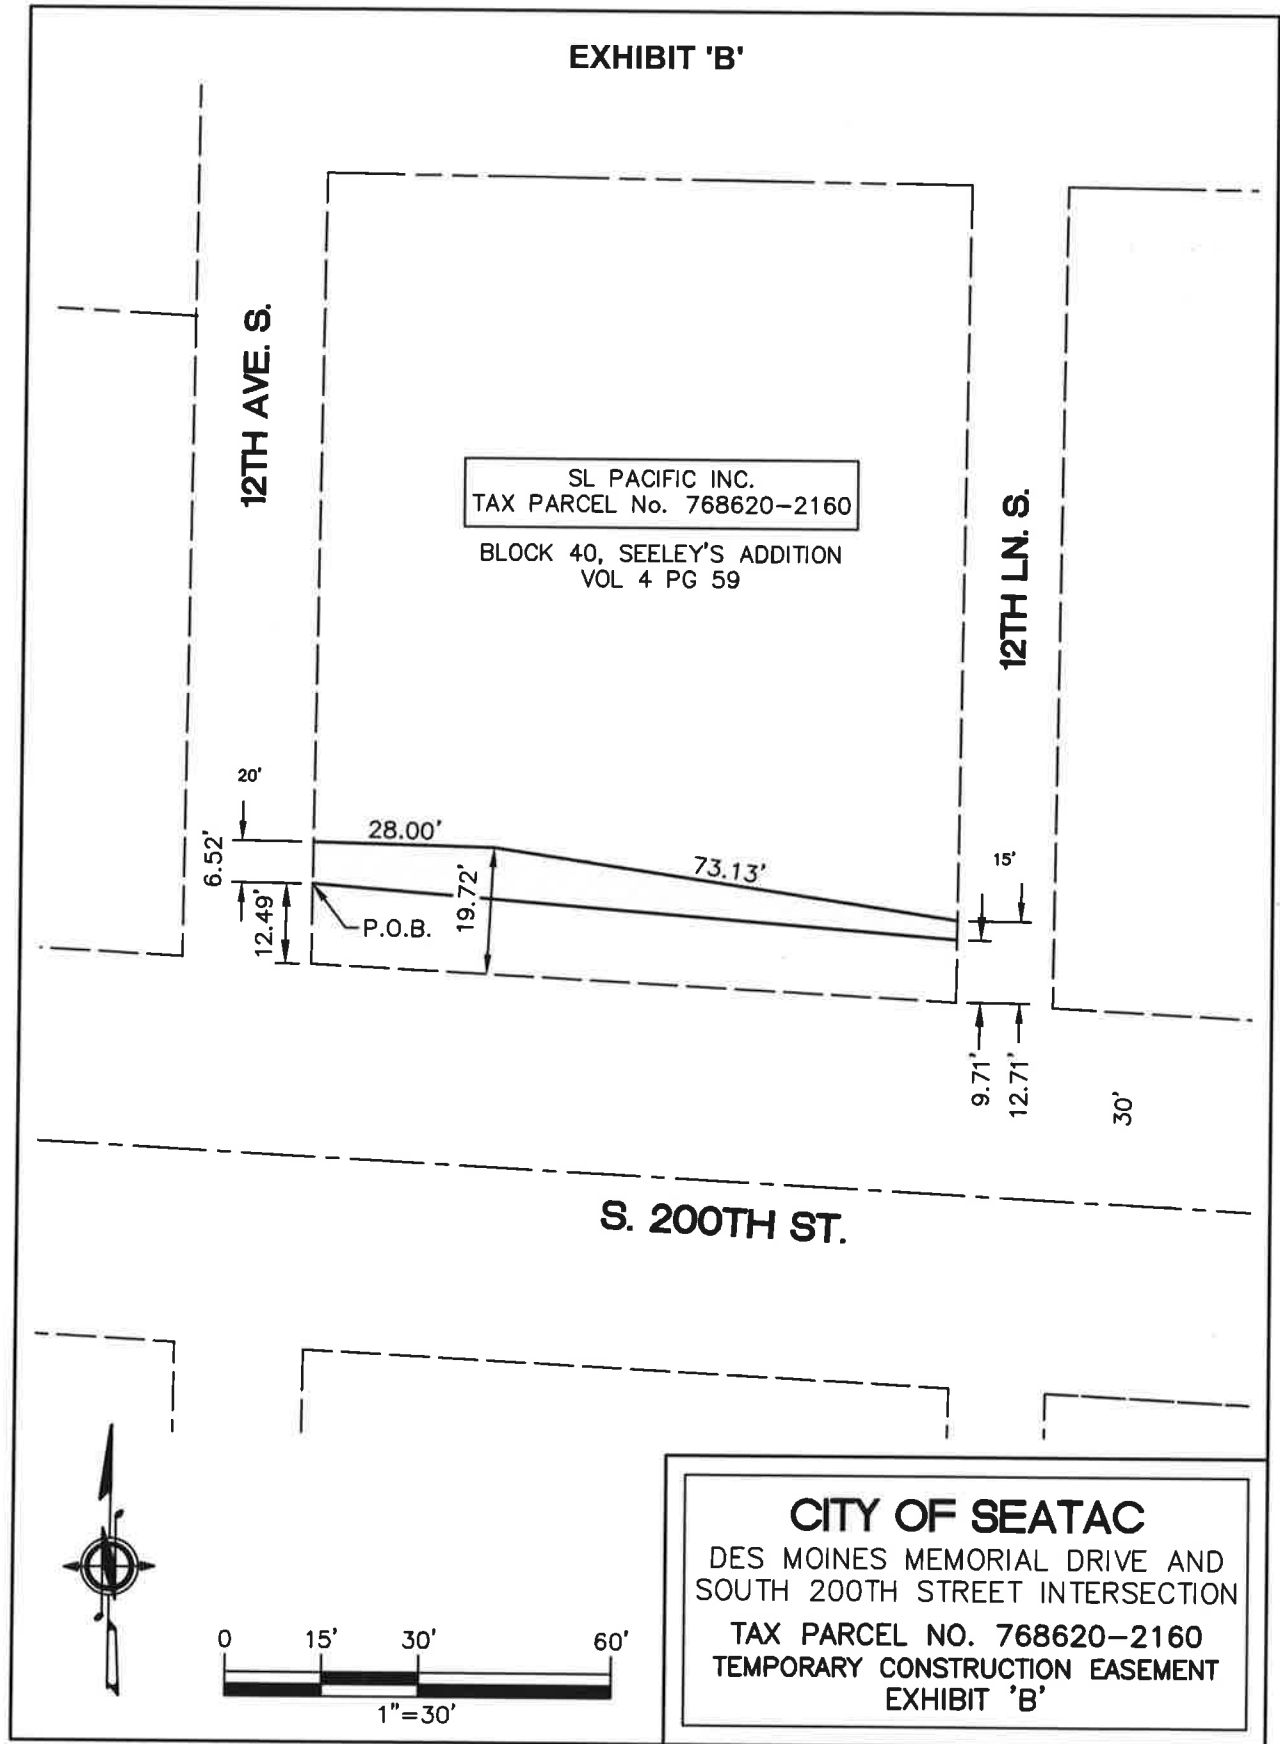 EXHIBIT 'B'
12TH AVE. S.
SL PACIFIC INC.
TAX PARCEL No. 768620-2160
BLOCK 40, SEELEY'S ADDITION
VOL 4 PG 59
12TH LN. S.
20'
6.52'
28.00'
73.13'
15'
12.49'
P.O.B.
19.72'
9.71'
12.71'
30'
S. 200TH ST.
0 15' 30' 60'
1"=30'
CITY OF SEATAC
DES MOINES MEMORIAL DRIVE AND
SOUTH 200TH STREET INTERSECTION
TAX PARCEL NO. 768620-2160
TEMPORARY CONSTRUCTION EASEMENT
EXHIBIT 'B'